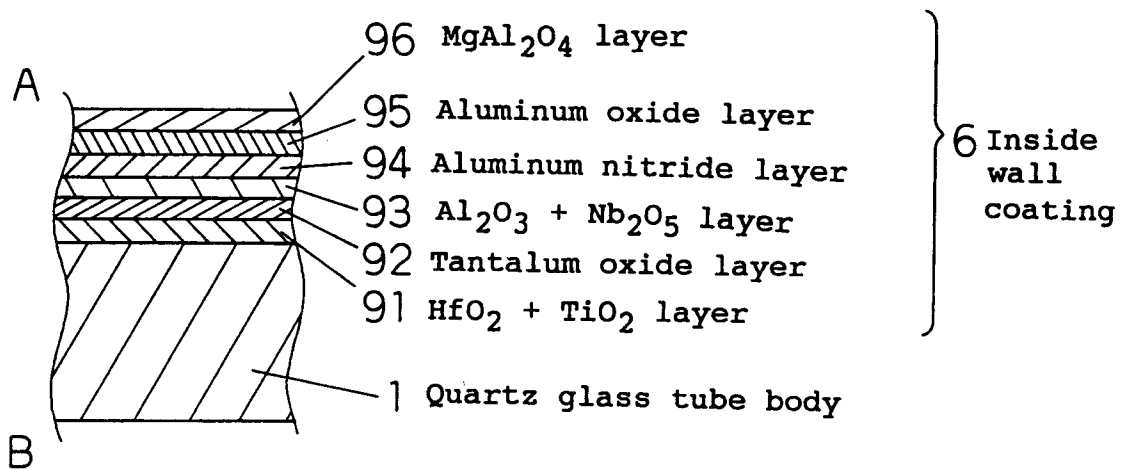 96 MgAl₂O₄ layer
A
95 Aluminum oxide layer
6 Inside
wall
coating
94 Aluminum nitride layer
93 Al₂O₃ + Nb₂O₅ layer
92 Tantalum oxide layer
91 HfO₂ + TiO₂ layer
1 Quartz glass tube body
B